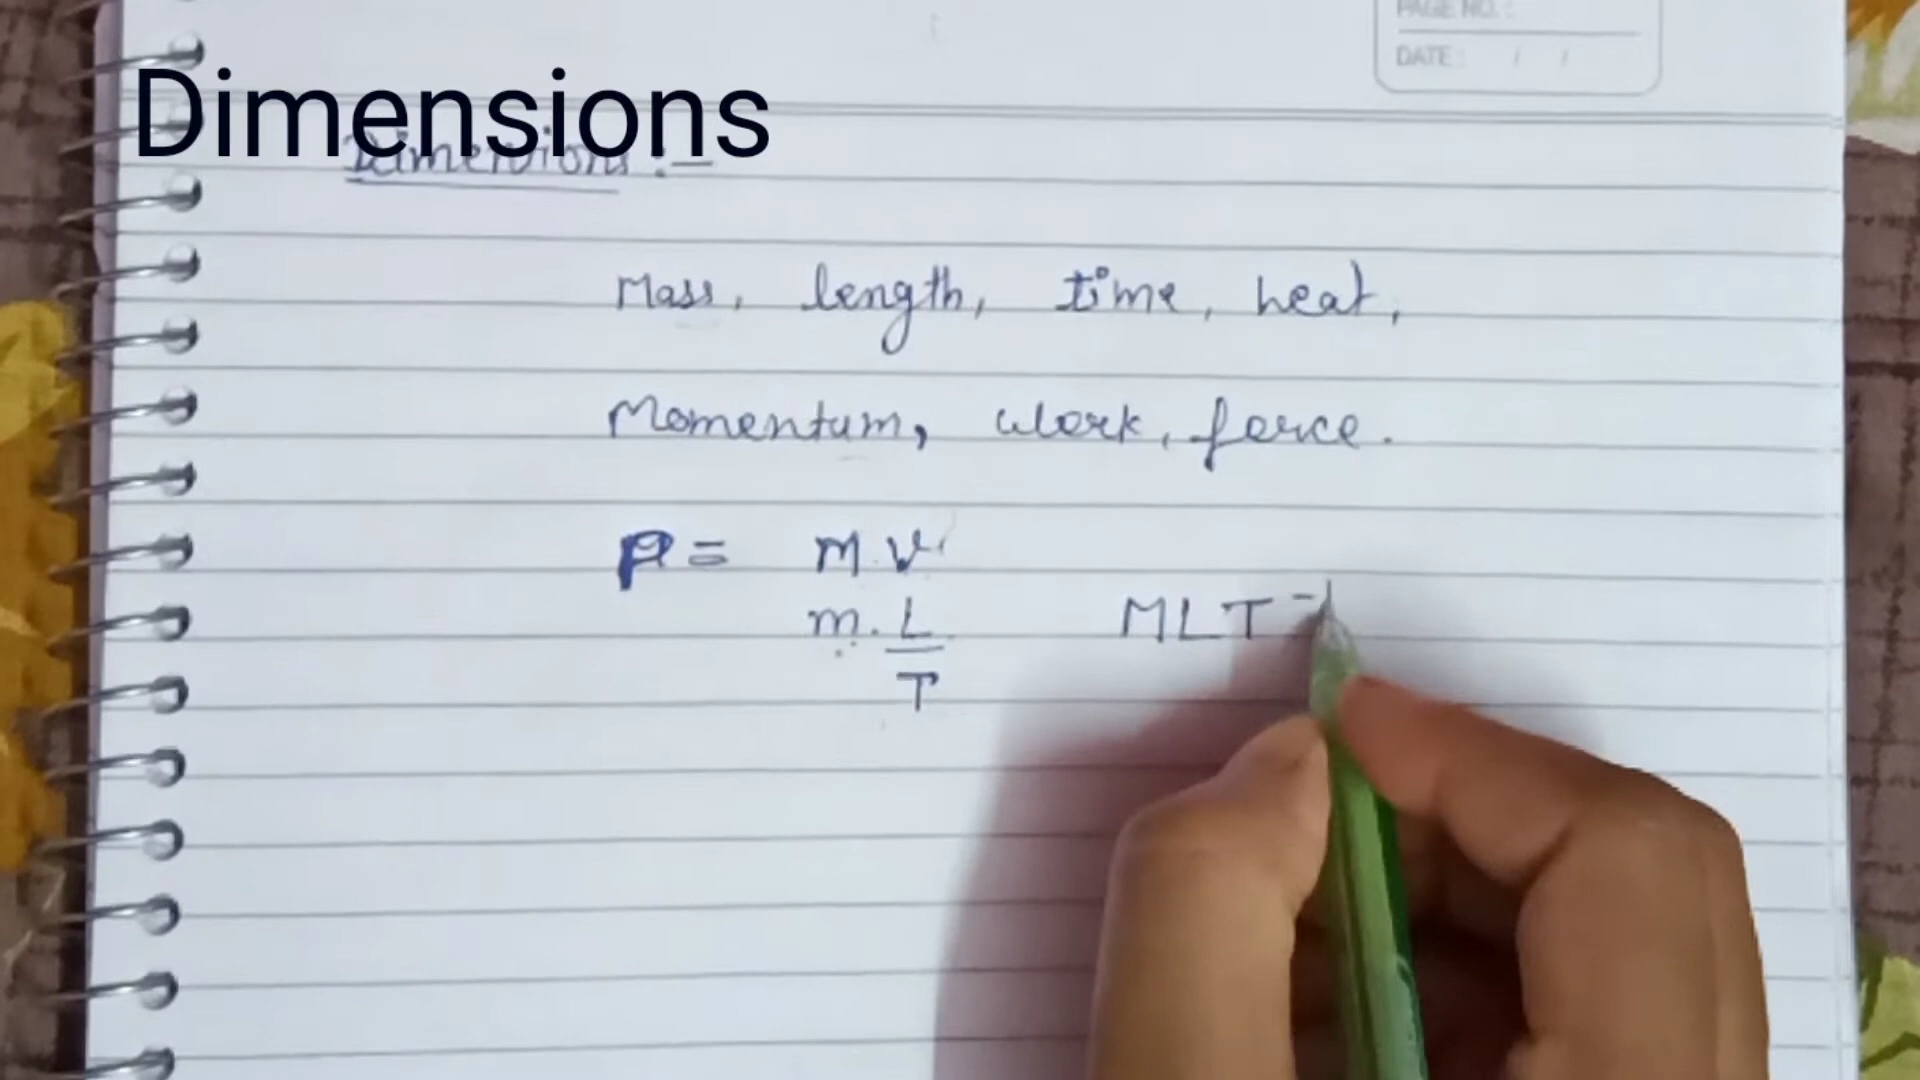 PAGE NO. :
DATE : / /
Dimensions
Dimensions :-
Mass, length, time, heat,
Momentum, work, force.
P = M.V
m. L/T
MLT⁻¹